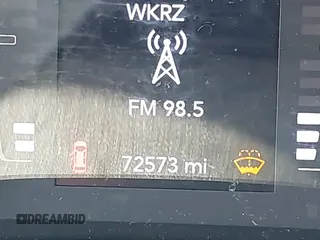 WKRZ
FM 98.5
72573 mi
DREAMBID